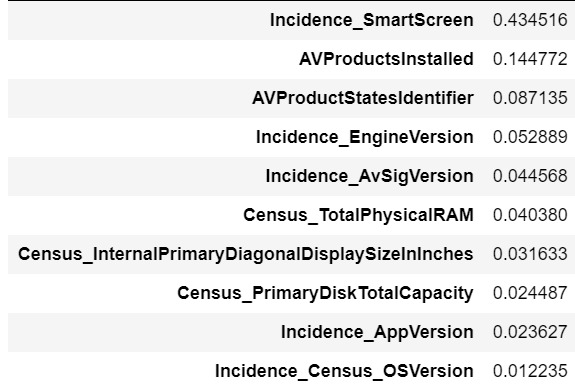 Incidence_SmartScreen 0.434516
AVProductsInstalled 0.144772
AVProductStatesIdentifier 0.087135
Incidence_EngineVersion 0.052889
Incidence_AvSigVersion 0.044568
Census_TotalPhysicalRAM 0.040380
Census_InternalPrimaryDiagonalDisplaySizeInInches 0.031633
Census_PrimaryDiskTotalCapacity 0.024487
Incidence_AppVersion 0.023627
Incidence_Census_OSVersion 0.012235